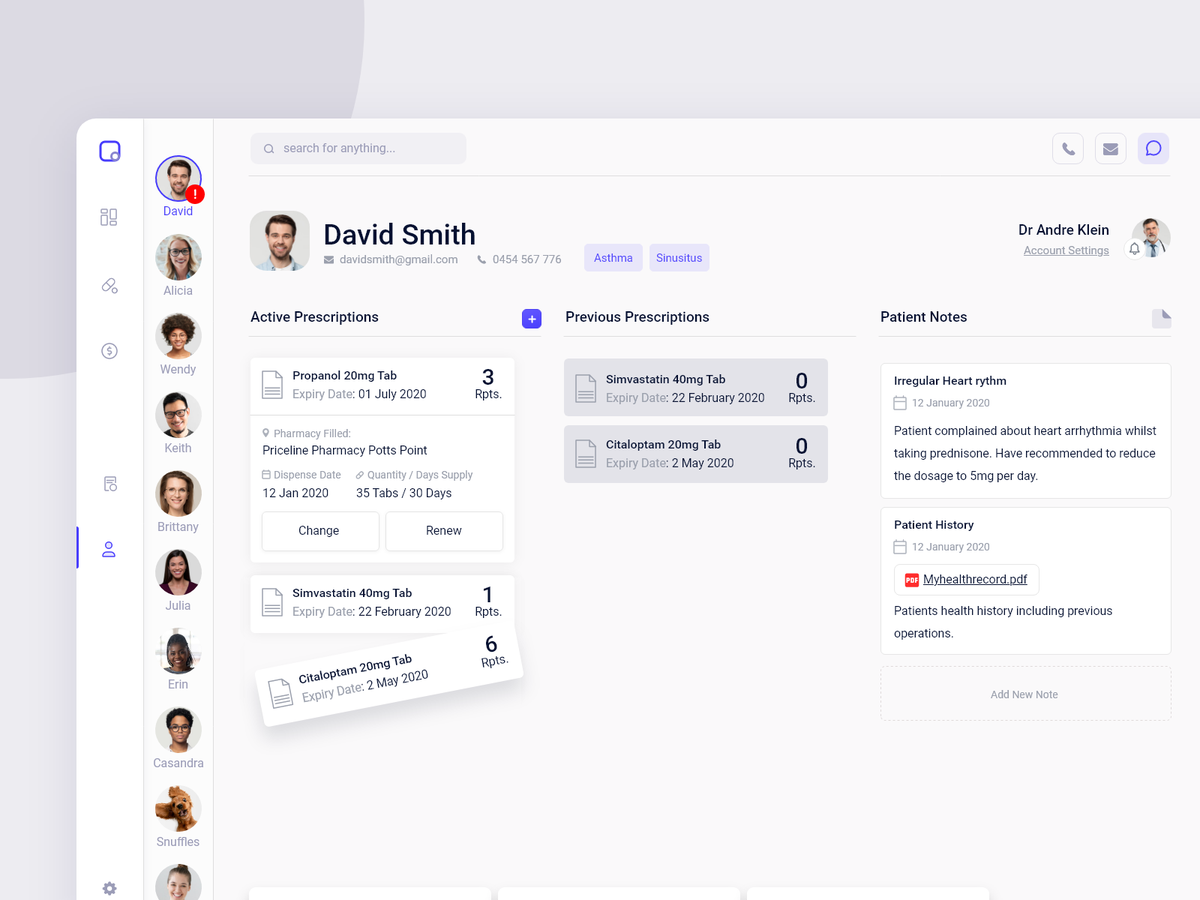 search for anything...
David
Alicia
Wendy
Keith
Brittany
Julia
Erin
Casandra
Snuffles
David Smith
davidsmith@gmail.com 0454 567 776
Asthma Sinusitus
Dr Andre Klein
Account Settings
Active Prescriptions
+
Propanol 20mg Tab
Expiry Date: 01 July 2020
3
Rpts.
Pharmacy Filled:
Priceline Pharmacy Potts Point
Dispense Date Quantity / Days Supply
12 Jan 2020 35 Tabs / 30 Days
Change Renew
Simvastatin 40mg Tab
Expiry Date: 22 February 2020
1
Rpts.
Citaloptam 20mg Tab
Expiry Date: 2 May 2020
6
Rpts.
Previous Prescriptions
Simvastatin 40mg Tab
Expiry Date: 22 February 2020
0
Rpts.
Citaloptam 20mg Tab
Expiry Date: 2 May 2020
0
Rpts.
Patient Notes
Irregular Heart rythm
12 January 2020
Patient complained about heart arrhythmia whilst
taking prednisone. Have recommended to reduce
the dosage to 5mg per day.
Patient History
12 January 2020
PDF Myhealthrecord.pdf
Patients health history including previous
operations.
Add New Note